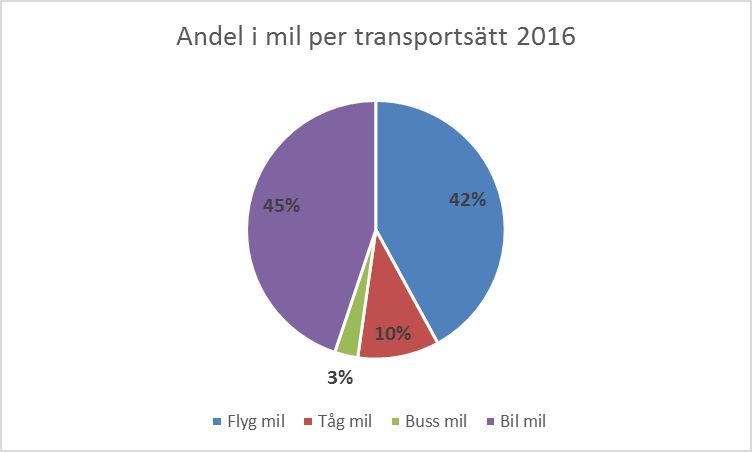 Andel i mil per transportsätt 2016
45%
42%
10%
3%
Flyg mil Tåg mil Buss mil Bil mil